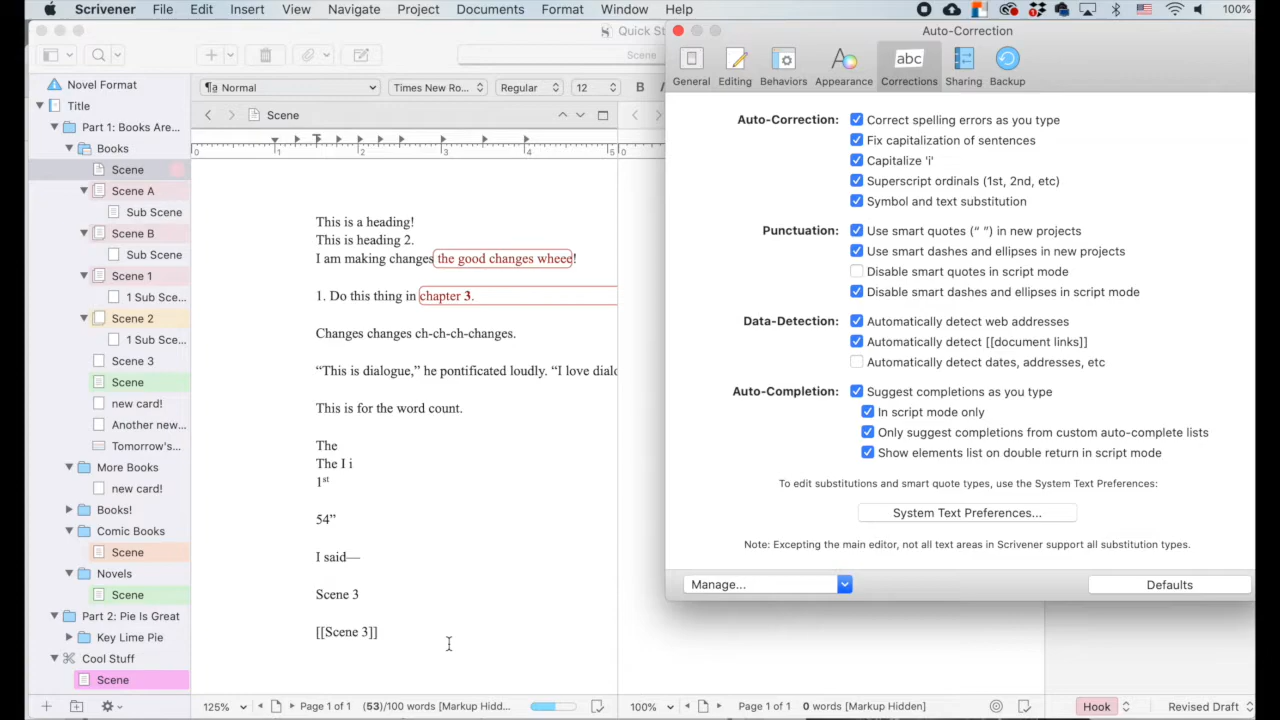 Scrivener File Edit Insert View Navigate Project Documents Format Window Help 100%
Quick St
Scene
Auto-Correction
General Editing Behaviors Appearance Corrections Sharing Backup
abc
Novel Format
Title
Part 1: Books Are...
Books
Scene
Scene A
Sub Scene
Scene B
Sub Scene
Scene 1
1 Sub Sce...
Scene 2
1 Sub Sce...
Scene 3
Scene
new card!
Another new...
Tomorrow's...
More Books
new card!
Books!
Comic Books
Scene
Novels
Scene
Part 2: Pie Is Great
Key Lime Pie
Cool Stuff
Scene
Normal Times New Ro... Regular 12 B
Scene
0 1 2 3 4 5 0
This is a heading!
This is heading 2.
I am making changes the good changes wheee!
1. Do this thing in chapter 3.
Changes changes ch-ch-ch-changes.
“This is dialogue,” he pontificated loudly. “I love dialo
This is for the word count.
The
The I i
1st
54”
I said—
Scene 3
[[Scene 3]]
125% Page 1 of 1 (53)/100 words [Markup Hidd...
100% Page 1 of 1 0 words [Markup Hidden]
Hook Revised Draft
Auto-Correction: Correct spelling errors as you type
Fix capitalization of sentences
Capitalize 'i'
Superscript ordinals (1st, 2nd, etc)
Symbol and text substitution
Punctuation: Use smart quotes (“ ”) in new projects
Use smart dashes and ellipses in new projects
Disable smart quotes in script mode
Disable smart dashes and ellipses in script mode
Data-Detection: Automatically detect web addresses
Automatically detect [[document links]]
Automatically detect dates, addresses, etc
Auto-Completion: Suggest completions as you type
In script mode only
Only suggest completions from custom auto-complete lists
Show elements list on double return in script mode
To edit substitutions and smart quote types, use the System Text Preferences:
System Text Preferences...
Note: Excepting the main editor, not all text areas in Scrivener support all substitution types.
Manage... Defaults